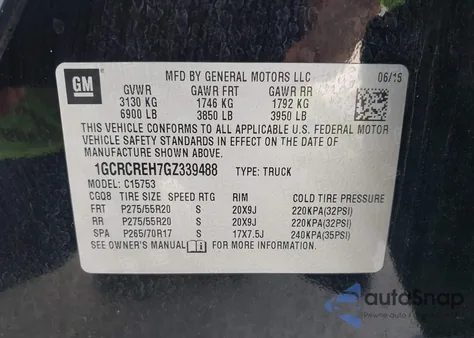 GM
MFD BY GENERAL MOTORS LLC 06/15
GVWR GAWR FRT GAWR RR
3130 KG 1746 KG 1792 KG
6900 LB 3850 LB 3950 LB
THIS VEHICLE CONFORMS TO ALL APPLICABLE U.S. FEDERAL MOTOR
VEHICLE SAFETY STANDARDS IN EFFECT ON THE DATE OF
MANUFACTURE SHOWN ABOVE.
1GCRCREH7GZ339488 TYPE: TRUCK
MODEL: C15753
CGQ8 TIRE SIZE SPEED RTG RIM COLD TIRE PRESSURE
FRT P275/55R20 S 20X9J 220KPA(32PSI)
RR P275/55R20 S 20X9J 220KPA(32PSI)
SPA P265/70R17 S 17X7.5J 240KPA(35PSI)
SEE OWNER'S MANUAL FOR MORE INFORMATION.
autoSnap
Pewne auto z